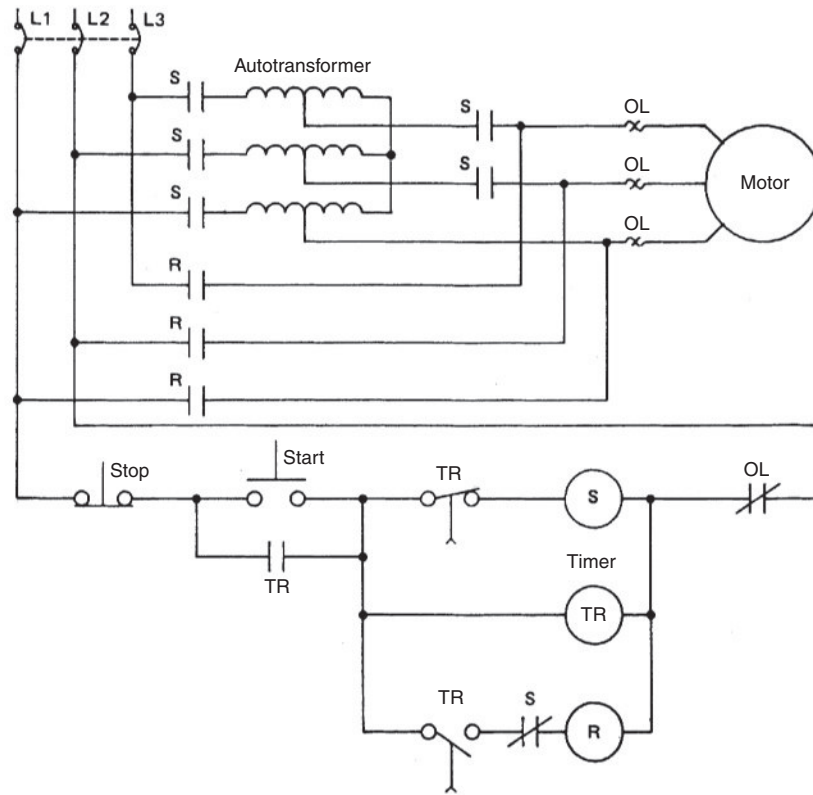 L1 L2 L3
S Autotransformer
S OL
S
S OL
Motor
S
OL
R
R
R
Stop Start TR OL
S
TR Timer
TR
TR S
R